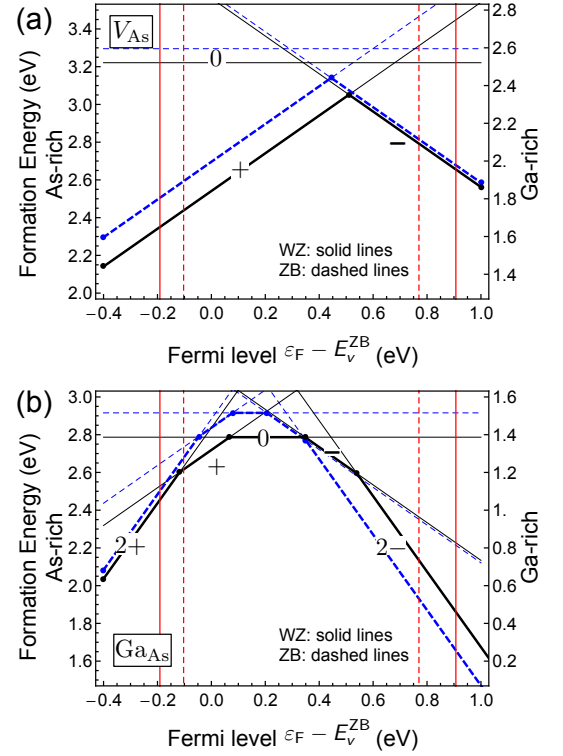 (a)
V_As
3.4
3.2
3.0
2.8
2.6
2.4
2.2
2.0
Formation Energy (eV)
As-rich
0
+
−
WZ: solid lines
ZB: dashed lines
2.8
2.6
2.4
2.2
2
1.8
1.6
1.4
Ga-rich
−0.4 −0.2 0.0 0.2 0.4 0.6 0.8 1.0
Fermi level ε_F − E_v^ZB (eV)
(b)
3.0
2.8
2.6
2.4
2.2
2.0
1.8
1.6
Formation Energy (eV)
As-rich
2+
+
0
−
2−
Ga_As
WZ: solid lines
ZB: dashed lines
1.6
1.4
1.2
1.0
0.8
0.6
0.4
0.2
Ga-rich
−0.4 −0.2 0.0 0.2 0.4 0.6 0.8 1.0
Fermi level ε_F − E_v^ZB (eV)